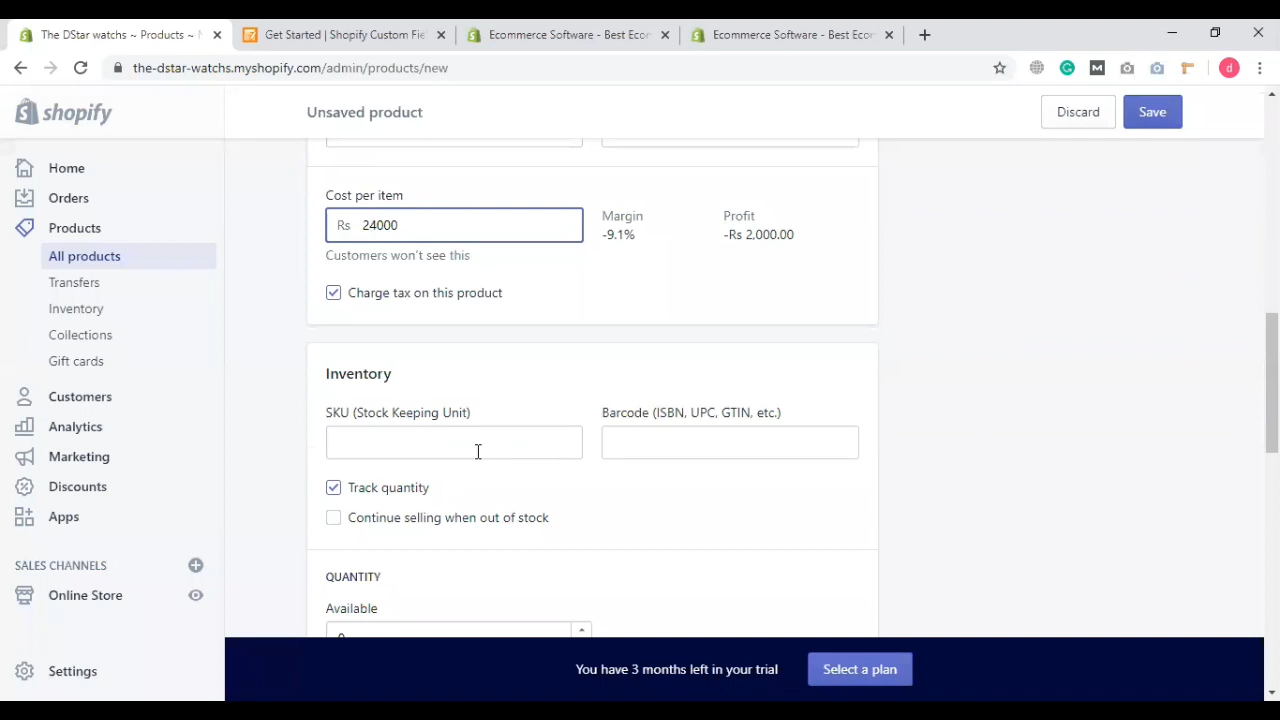 The DStar watchs ~ Products ~ N
Get Started | Shopify Custom Fie
Ecommerce Software - Best Ecom
Ecommerce Software - Best Ecom
the-dstar-watchs.myshopify.com/admin/products/new
M
d
shopify
Unsaved product
Discard
Save
Home
Orders
Products
All products
Transfers
Inventory
Collections
Gift cards
Customers
Analytics
Marketing
Discounts
Apps
SALES CHANNELS
Online Store
Settings
Cost per item
Rs 24000
Margin
-9.1%
Profit
-Rs 2,000.00
Customers won't see this
Charge tax on this product
Inventory
SKU (Stock Keeping Unit)
Barcode (ISBN, UPC, GTIN, etc.)
Track quantity
Continue selling when out of stock
QUANTITY
Available
0
You have 3 months left in your trial
Select a plan